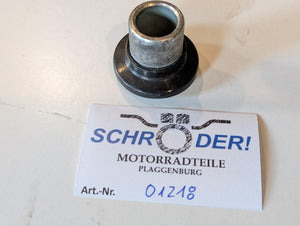 SCHRÖDER!
MOTORRADTEILE
PLAGGENBURG
Art.-Nr. 01218